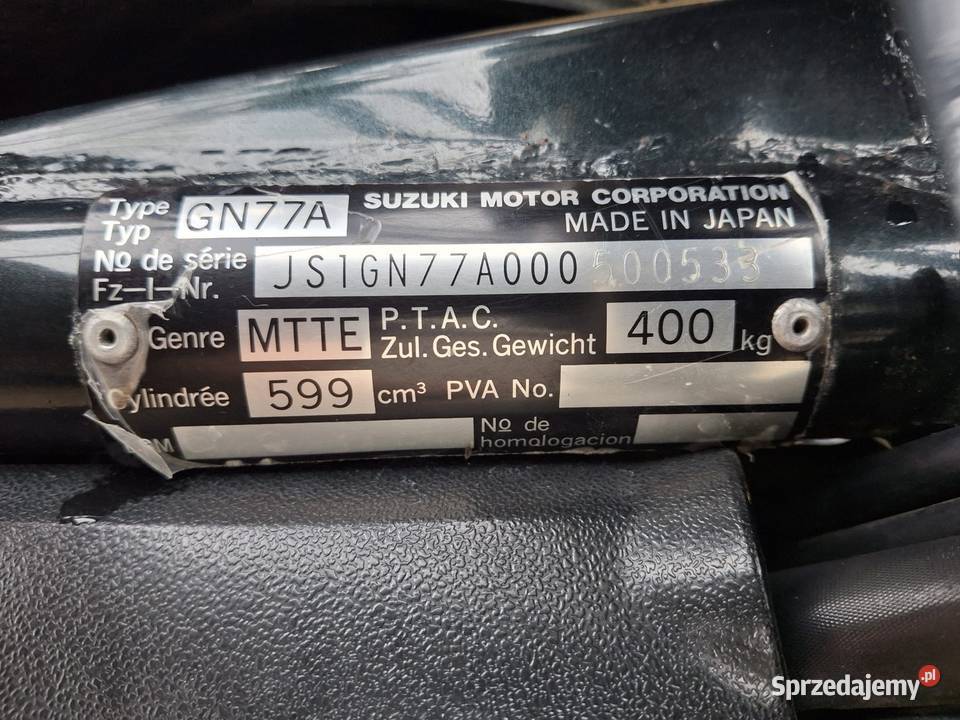 Type
Typ
GN77A
SUZUKI MOTOR CORPORATION
MADE IN JAPAN
No de série
Fz-I-Nr.
JS1GN77A000500533
Genre
MTTE
P.T.A.C.
Zul. Ges. Gewicht
400
kg
Cylindrée
599
cm³
PVA No.
No de
homologacion
Sprzedajemy.pl